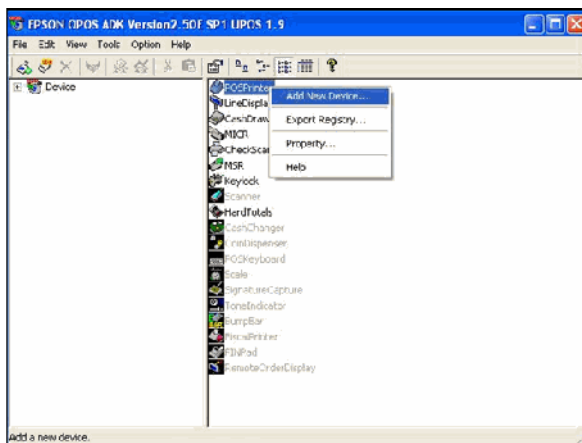 EPSON OPOS ADK Version2.50E SP1 UPOS 1.9
File Edit View Tools Option Help
Device
POSPrinter
Add New Device...
LineDispla
CashDraw
Export Registry...
MICR
CheckScan
Property...
MSR
Help
Keylock
Scanner
HardTotals
CashChanger
CoinDispenser
POSKeyboard
Scale
SignatureCapture
ToneIndicator
BumpBar
FiscalPrinter
PINPad
RemoteOrderDisplay
Add a new device.